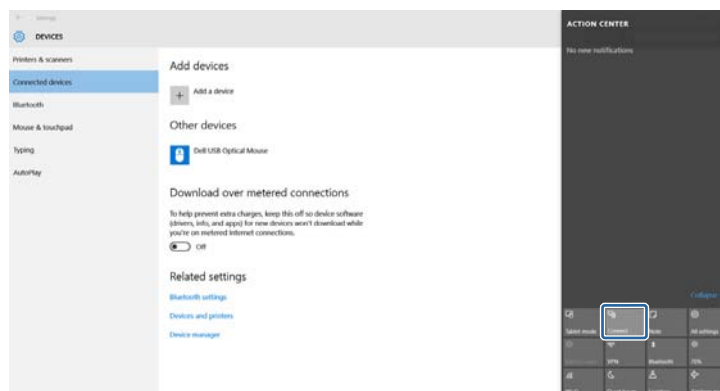 Settings
DEVICES
Printers & scanners
Connected devices
Bluetooth
Mouse & touchpad
Typing
AutoPlay
Add devices
Add a device
Other devices
Dell USB Optical Mouse
Download over metered connections
To help prevent extra charges, keep this off so device software
(drivers, info, and apps) for new devices won't download while
you're on metered Internet connections.
Off
Related settings
Bluetooth settings
Devices and printers
Device manager
ACTION CENTER
No new notifications
Collapse
Tablet mode
Connect
Note
All settings
VPN
Bluetooth